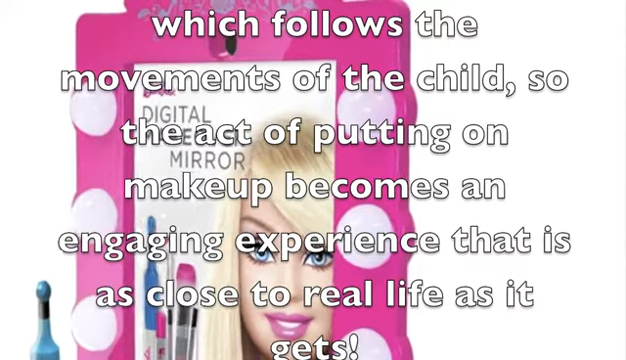 which follows the
movements of the child, so
the act of putting on
makeup becomes an
engaging experience that is
as close to real life as it
gets!
Barbie
DIGITAL
MIRROR